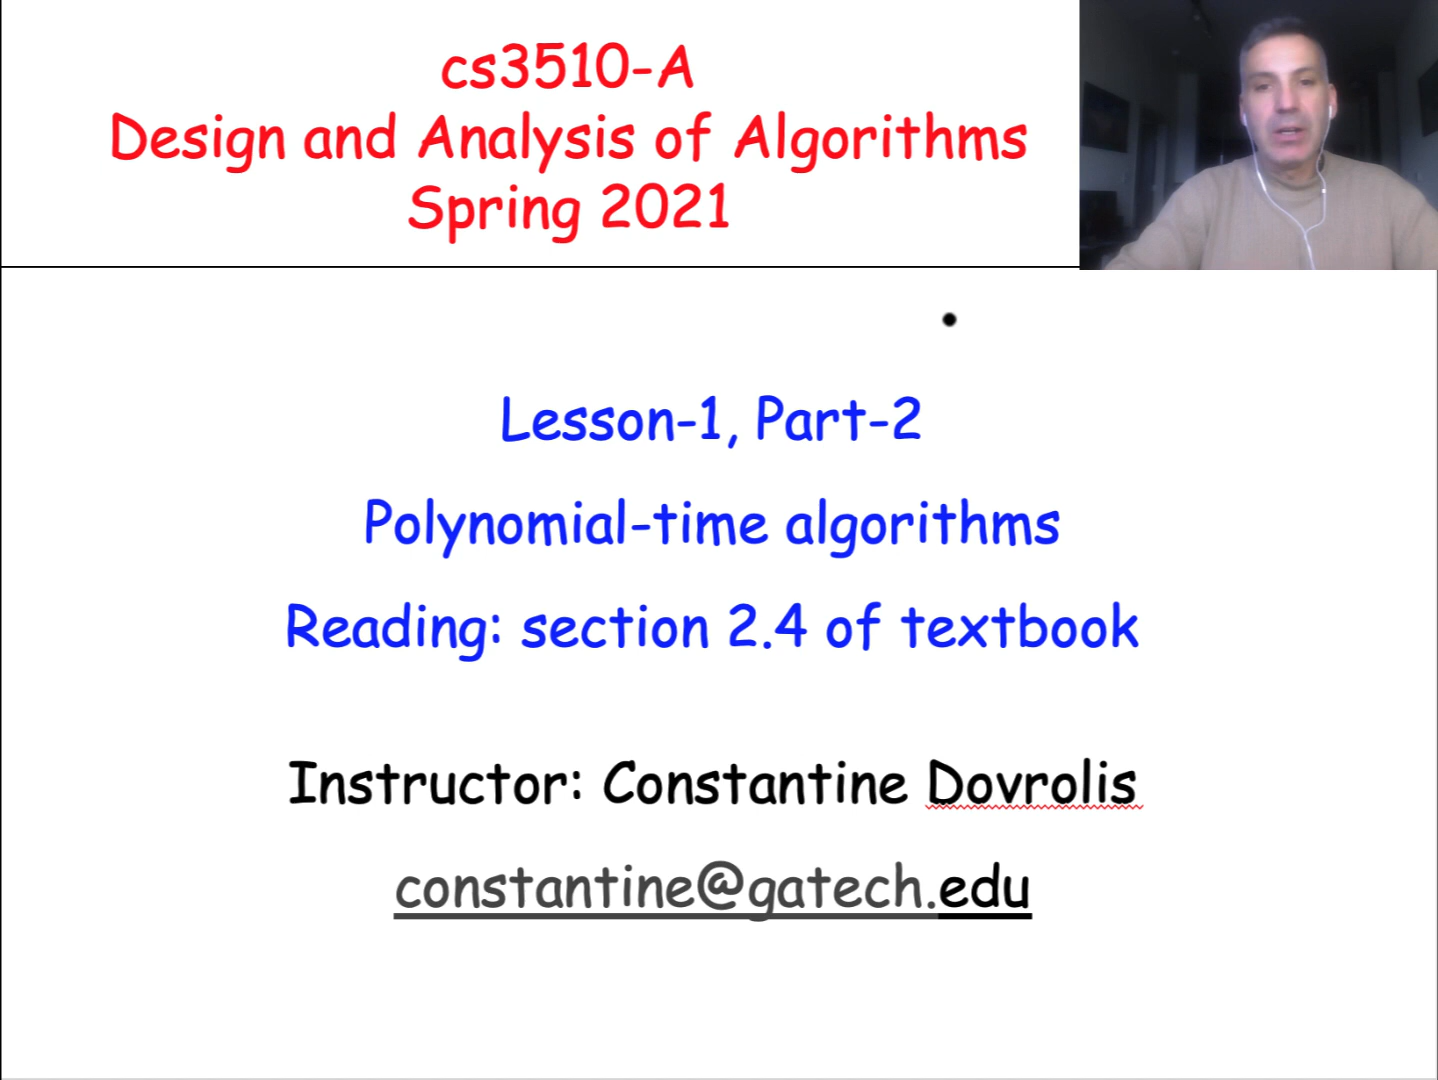 cs3510-A
Design and Analysis of Algorithms
Spring 2021
Lesson-1, Part-2
Polynomial-time algorithms
Reading: section 2.4 of textbook
Instructor: Constantine Dovrolis
constantine@gatech.edu